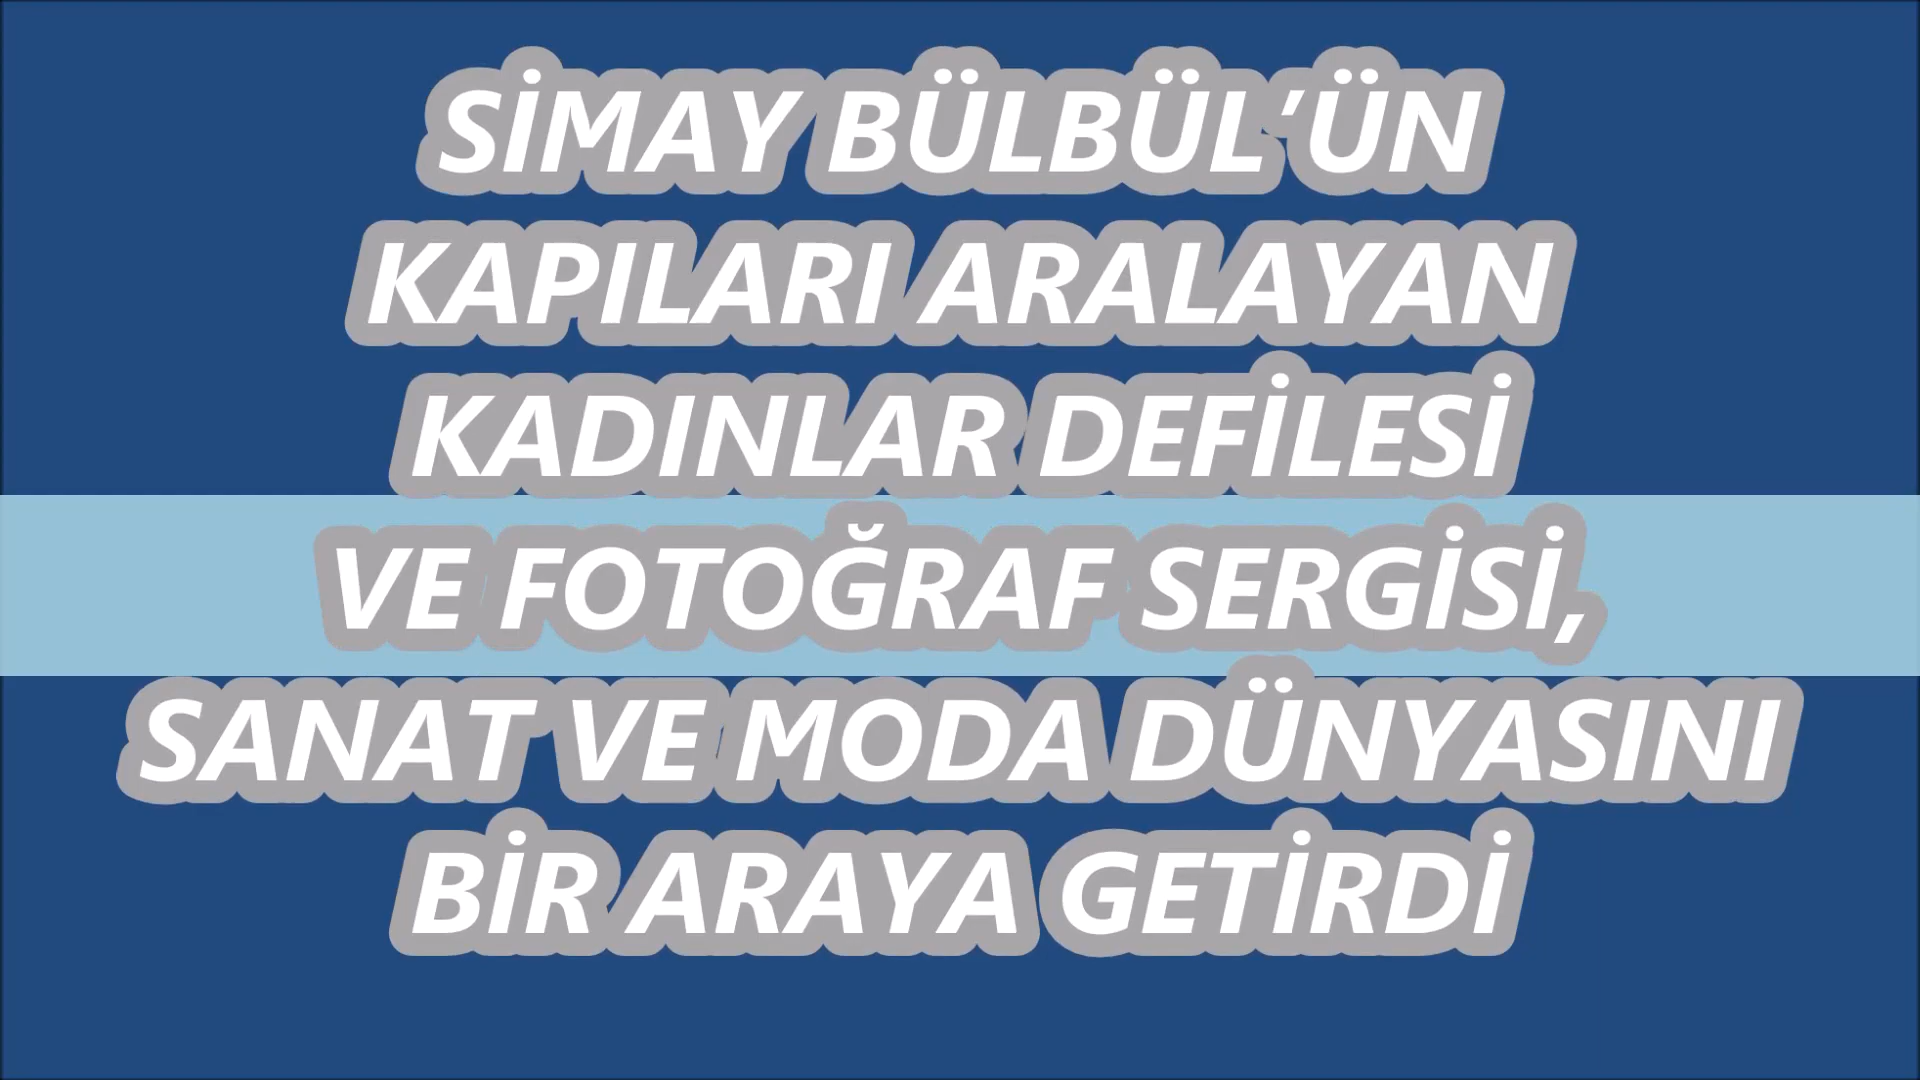 SİMAY BÜLBÜL’ÜN
KAPILARI ARALAYAN
KADINLAR DEFİLESİ
VE FOTOĞRAF SERGİSİ,
SANAT VE MODA DÜNYASINI
BİR ARAYA GETİRDİ